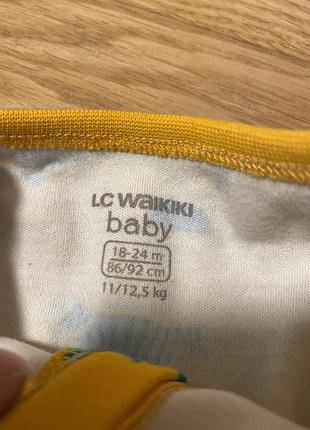 LC WAIKIKI
baby
18-24 m
86/92 cm
11/12,5 kg